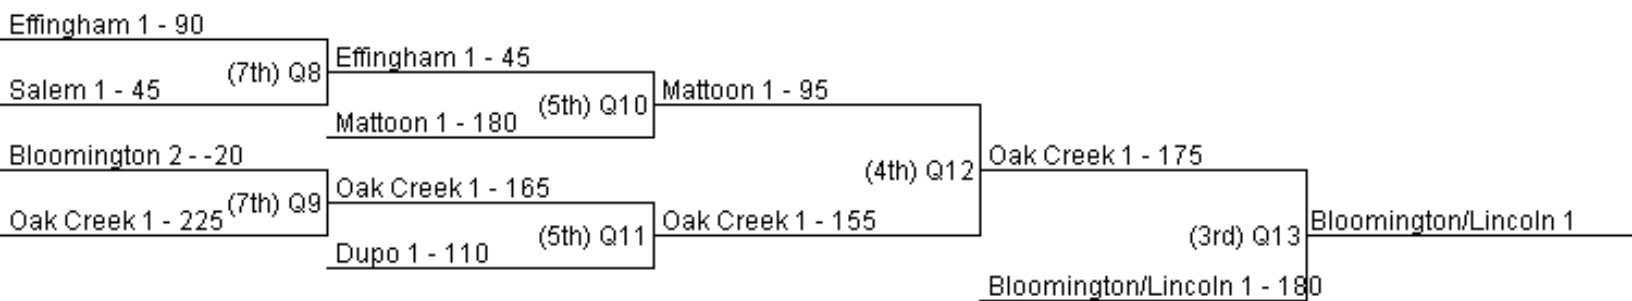 Effingham 1 - 90
(7th) Q8
Salem 1 - 45
Effingham 1 - 45
(5th) Q10
Mattoon 1 - 180
Mattoon 1 - 95
Bloomington 2 - -20
(7th) Q9
Oak Creek 1 - 225
Oak Creek 1 - 165
(5th) Q11
Dupo 1 - 110
Oak Creek 1 - 155
(4th) Q12
Oak Creek 1 - 175
(3rd) Q13
Bloomington/Lincoln 1 - 180
Bloomington/Lincoln 1